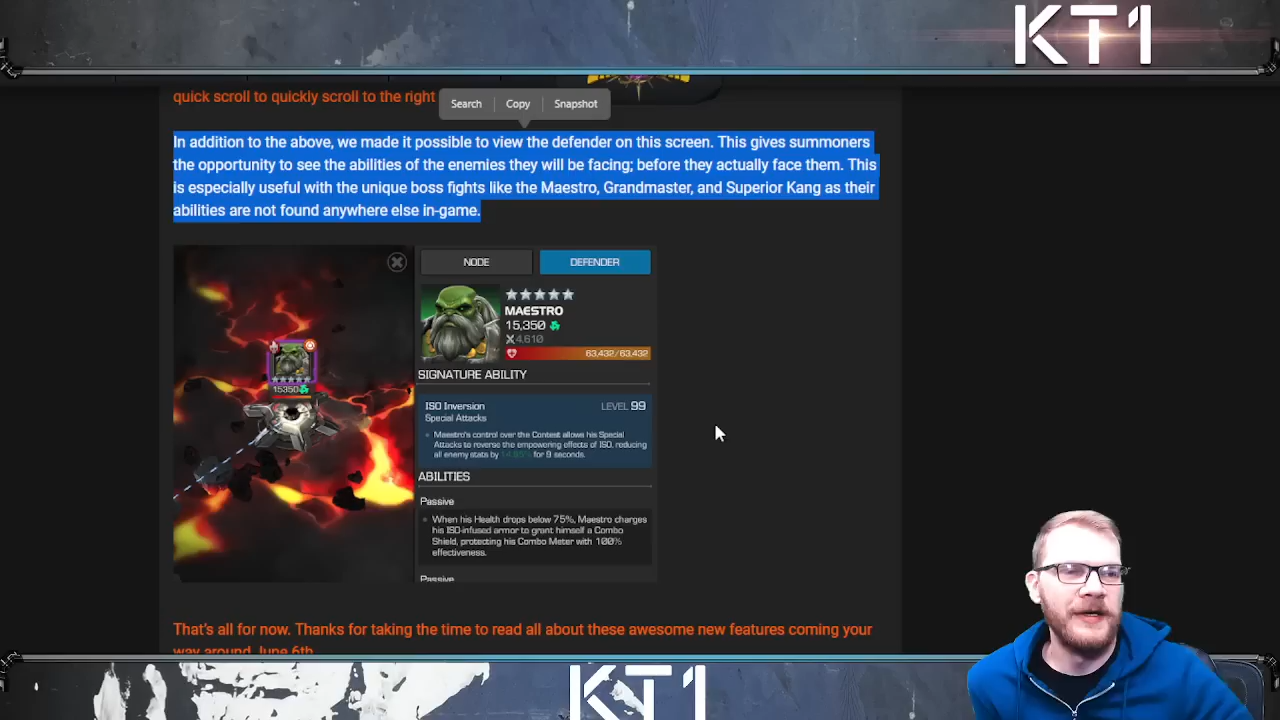 KT1
quick scroll to quickly scroll to the right
Search
Copy
Snapshot
In addition to the above, we made it possible to view the defender on this screen. This gives summoners
the opportunity to see the abilities of the enemies they will be facing; before they actually face them. This
is especially useful with the unique boss fights like the Maestro, Grandmaster, and Superior Kang as their
abilities are not found anywhere else in-game.
NODE
DEFENDER
MAESTRO
15,350
4,610
63,432/63,432
15350
SIGNATURE ABILITY
ISO Inversion
LEVEL 99
Special Attacks
Maestro's control over the Contest allows his Special
Attacks to reverse the empowering effects of ISO, reducing
all enemy stats by for 9 seconds.
ABILITIES
Passive
When his Health drops below 75%, Maestro charges
his ISO-infused armor to grant himself a Combo
Shield, protecting his Combo Meter with 100%
effectiveness.
Passive
That's all for now. Thanks for taking the time to read all about these awesome new features coming your
way around June 6th
KT1